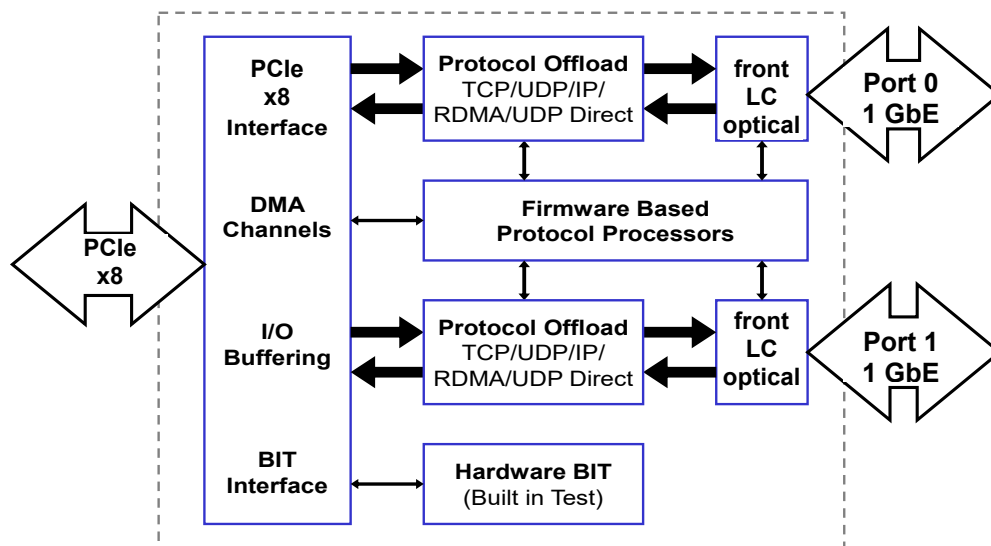 PCIe
x8
PCIe
x8
Interface
DMA
Channels
I/O
Buffering
BIT
Interface
Protocol Offload
TCP/UDP/IP/
RDMA/UDP Direct
front
LC
optical
Port 0
1 GbE
Firmware Based
Protocol Processors
Protocol Offload
TCP/UDP/IP/
RDMA/UDP Direct
front
LC
optical
Port 1
1 GbE
Hardware BIT
(Built in Test)